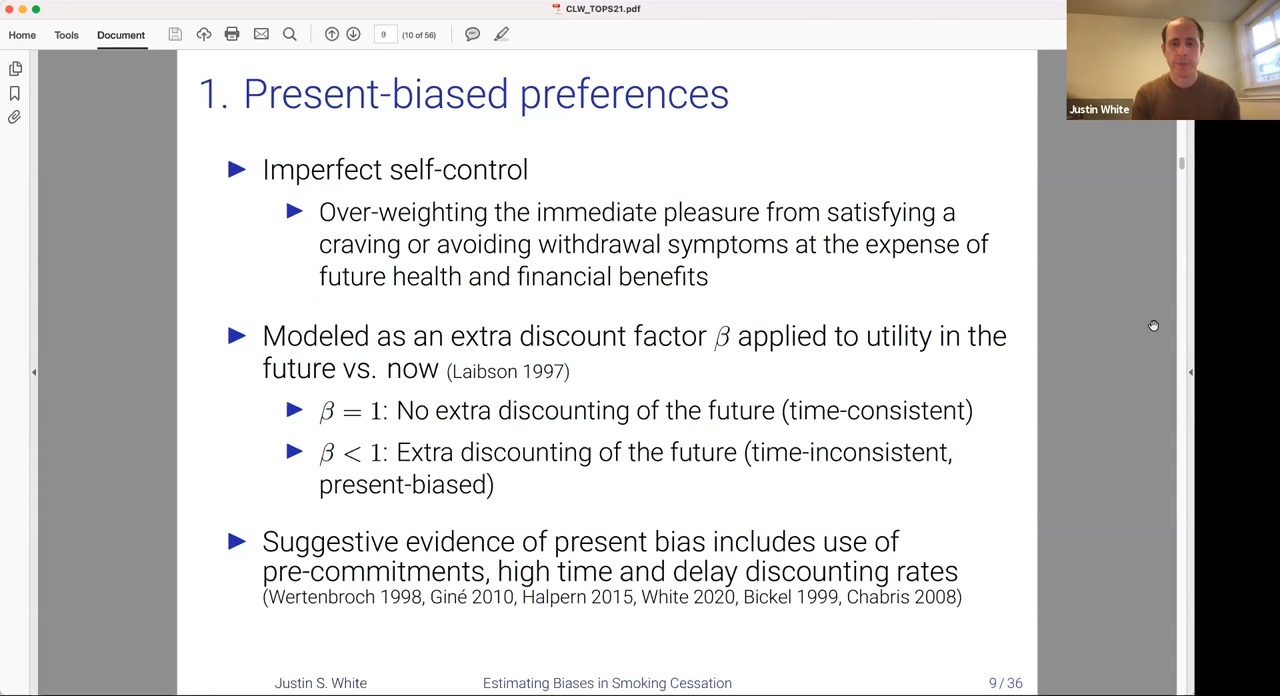 CLW_TOPS21.pdf
Home Tools Document 9 (10 of 56)
Justin White
1. Present-biased preferences
Imperfect self-control
Over-weighting the immediate pleasure from satisfying a
craving or avoiding withdrawal symptoms at the expense of
future health and financial benefits
Modeled as an extra discount factor β applied to utility in the
future vs. now (Laibson 1997)
β = 1: No extra discounting of the future (time-consistent)
β < 1: Extra discounting of the future (time-inconsistent,
present-biased)
Suggestive evidence of present bias includes use of
pre-commitments, high time and delay discounting rates
(Wertenbroch 1998, Giné 2010, Halpern 2015, White 2020, Bickel 1999, Chabris 2008)
Justin S. White Estimating Biases in Smoking Cessation 9 / 36